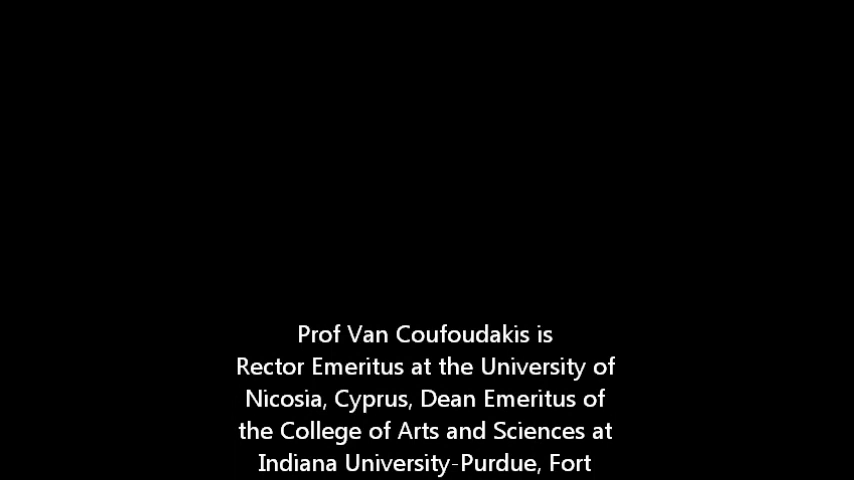 Prof Van Coufoudakis is
Rector Emeritus at the University of
Nicosia, Cyprus, Dean Emeritus of
the College of Arts and Sciences at
Indiana University-Purdue, Fort